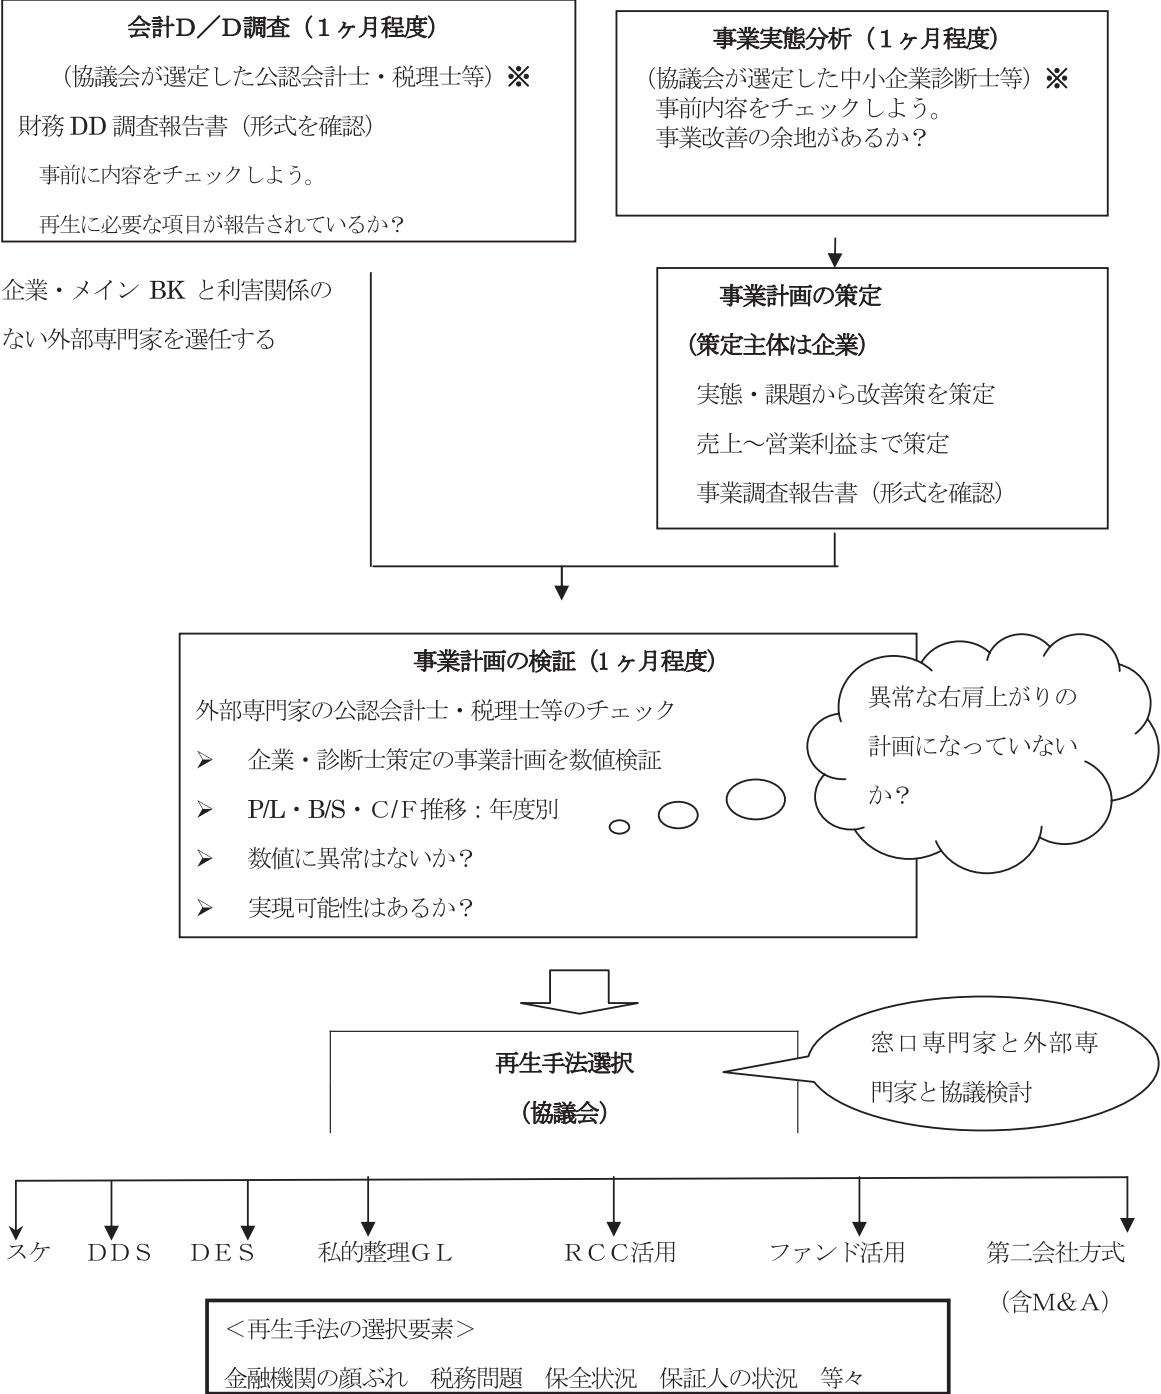 会計Ｄ／Ｄ調査（１ヶ月程度）
（協議会が選定した公認会計士・税理士等）※
財務 DD 調査報告書（形式を確認）
事前に内容をチェックしよう。
再生に必要な項目が報告されているか？
事業実態分析（１ヶ月程度）
（協議会が選定した中小企業診断士等）※
事前内容をチェックしよう。
事業改善の余地があるか？
企業・メイン BK と利害関係の
ない外部専門家を選任する
事業計画の策定
（策定主体は企業）
実態・課題から改善策を策定
売上～営業利益まで策定
事業調査報告書（形式を確認）
事業計画の検証（１ヶ月程度）
外部専門家の公認会計士・税理士等のチェック
➢ 企業・診断士策定の事業計画を数値検証
➢ P/L・B/S・Ｃ/Ｆ推移：年度別
➢ 数値に異常はないか？
➢ 実現可能性はあるか？
異常な右肩上がりの
計画になっていない
か？
再生手法選択
（協議会）
窓口専門家と外部専
門家と協議検討
スケ ＤＤＳ ＤＥＳ 私的整理ＧＬ ＲＣＣ活用 ファンド活用 第二会社方式
（含Ｍ＆Ａ）
＜再生手法の選択要素＞
金融機関の顔ぶれ 税務問題 保全状況 保証人の状況 等々